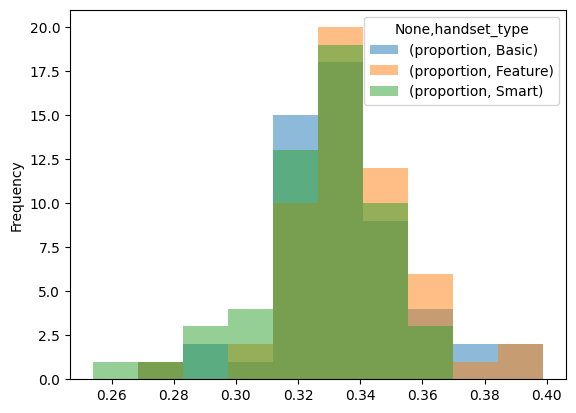 None,handset_type
(proportion, Basic)
(proportion, Feature)
(proportion, Smart)
Frequency
20.0
17.5
15.0
12.5
10.0
7.5
5.0
2.5
0.0
0.26 0.28 0.30 0.32 0.34 0.36 0.38 0.40